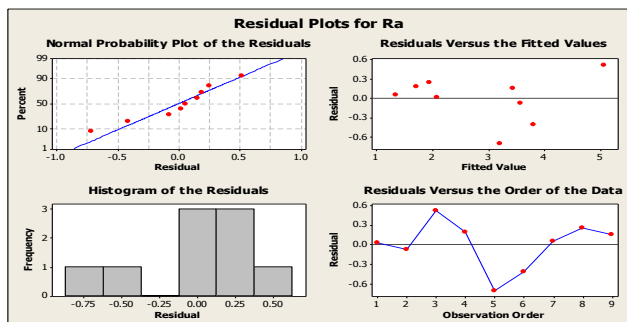 Residual Plots for Ra
Normal Probability Plot of the Residuals
99
90
50
10
1
Percent
-1.0 -0.5 0.0 0.5 1.0
Residual
Residuals Versus the Fitted Values
0.6
0.3
0.0
-0.3
-0.6
Residual
1 2 3 4 5
Fitted Value
Histogram of the Residuals
3
2
1
0
Frequency
-0.75 -0.50 -0.25 0.00 0.25 0.50
Residual
Residuals Versus the Order of the Data
0.6
0.3
0.0
-0.3
-0.6
Residual
1 2 3 4 5 6 7 8 9
Observation Order